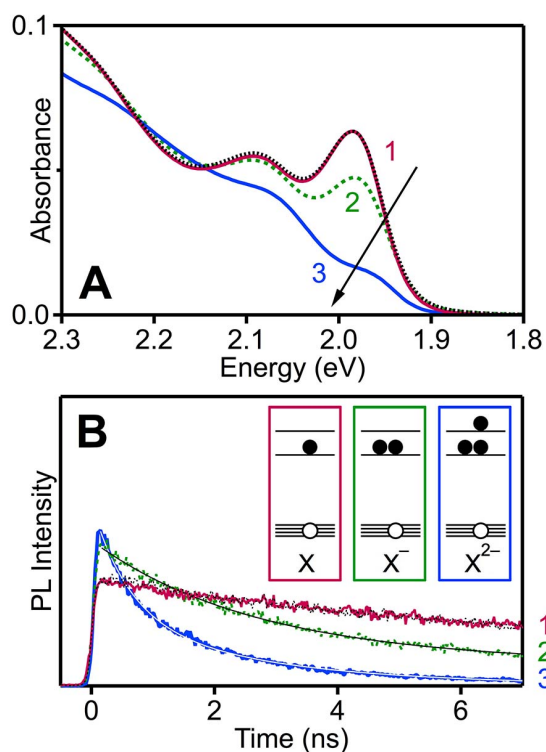 0.1
Absorbance
1
2
3
A
0.0
2.3 2.2 2.1 2.0 1.9 1.8
Energy (eV)
B
PL Intensity
X X⁻ X²⁻
1
2
3
0 2 4 6
Time (ns)